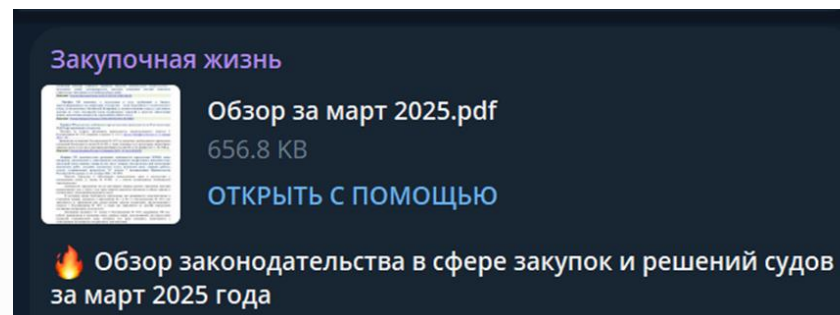 Закупочная жизнь
Обзор за март 2025.pdf
656.8 KB
ОТКРЫТЬ С ПОМОЩЬЮ
🔥 Обзор законодательства в сфере закупок и решений судов
за март 2025 года